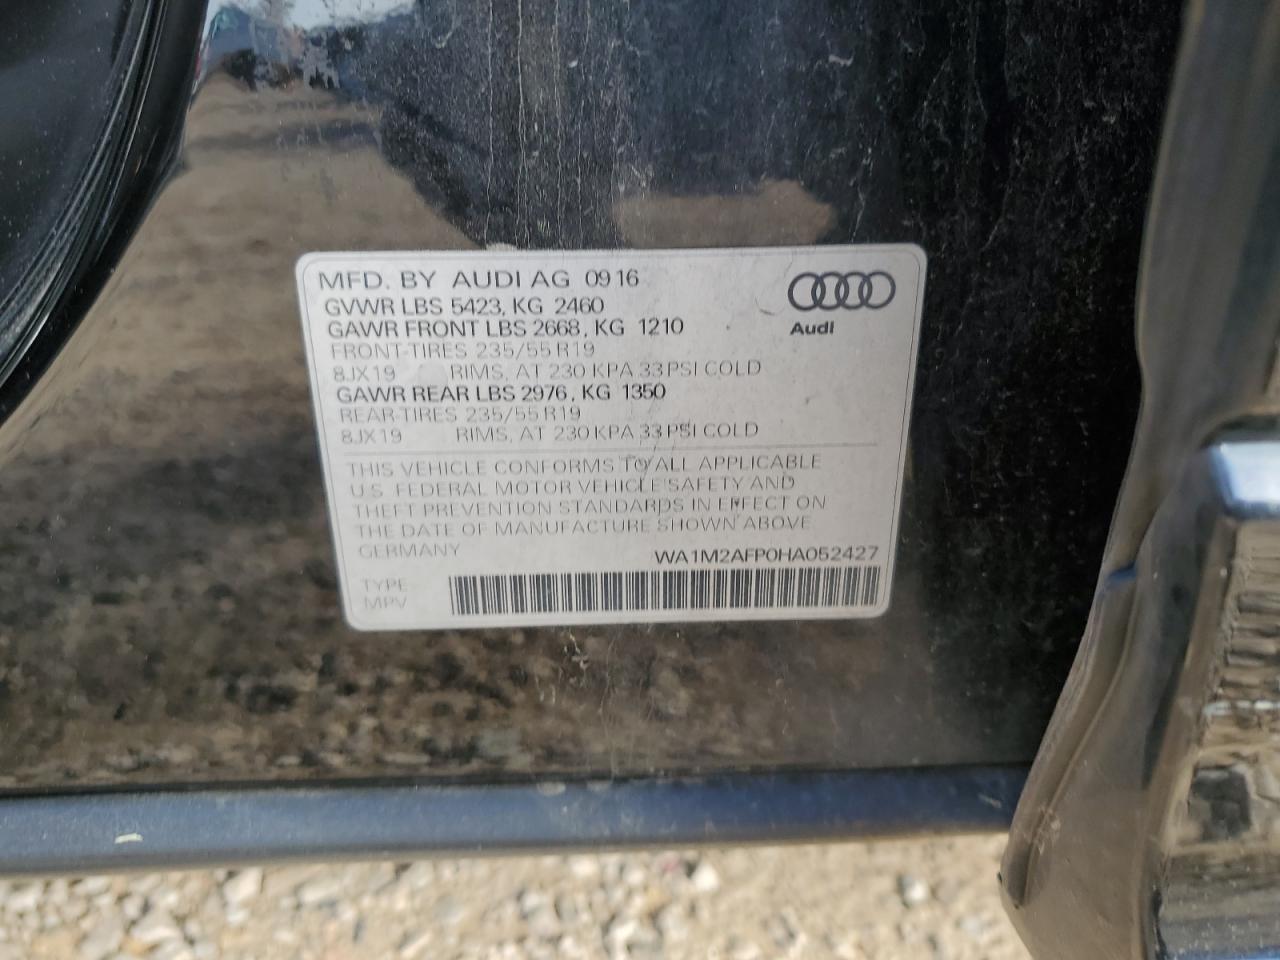 MFD. BY AUDI AG 09 16
GVWR LBS 5423, KG 2460
GAWR FRONT LBS 2668, KG 1210
FRONT-TIRES 235/55 R19
8JX19 RIMS, AT 230 KPA 33 PSI COLD
GAWR REAR LBS 2976, KG 1350
REAR-TIRES 235/55 R19
8JX19 RIMS, AT 230 KPA 33 PSI COLD
Audi
THIS VEHICLE CONFORMS TO ALL APPLICABLE
U.S. FEDERAL MOTOR VEHICLE SAFETY AND
THEFT PREVENTION STANDARDS IN EFFECT ON
THE DATE OF MANUFACTURE SHOWN ABOVE
GERMANY WA1M2AFP0HA052427
TYPE
MPV